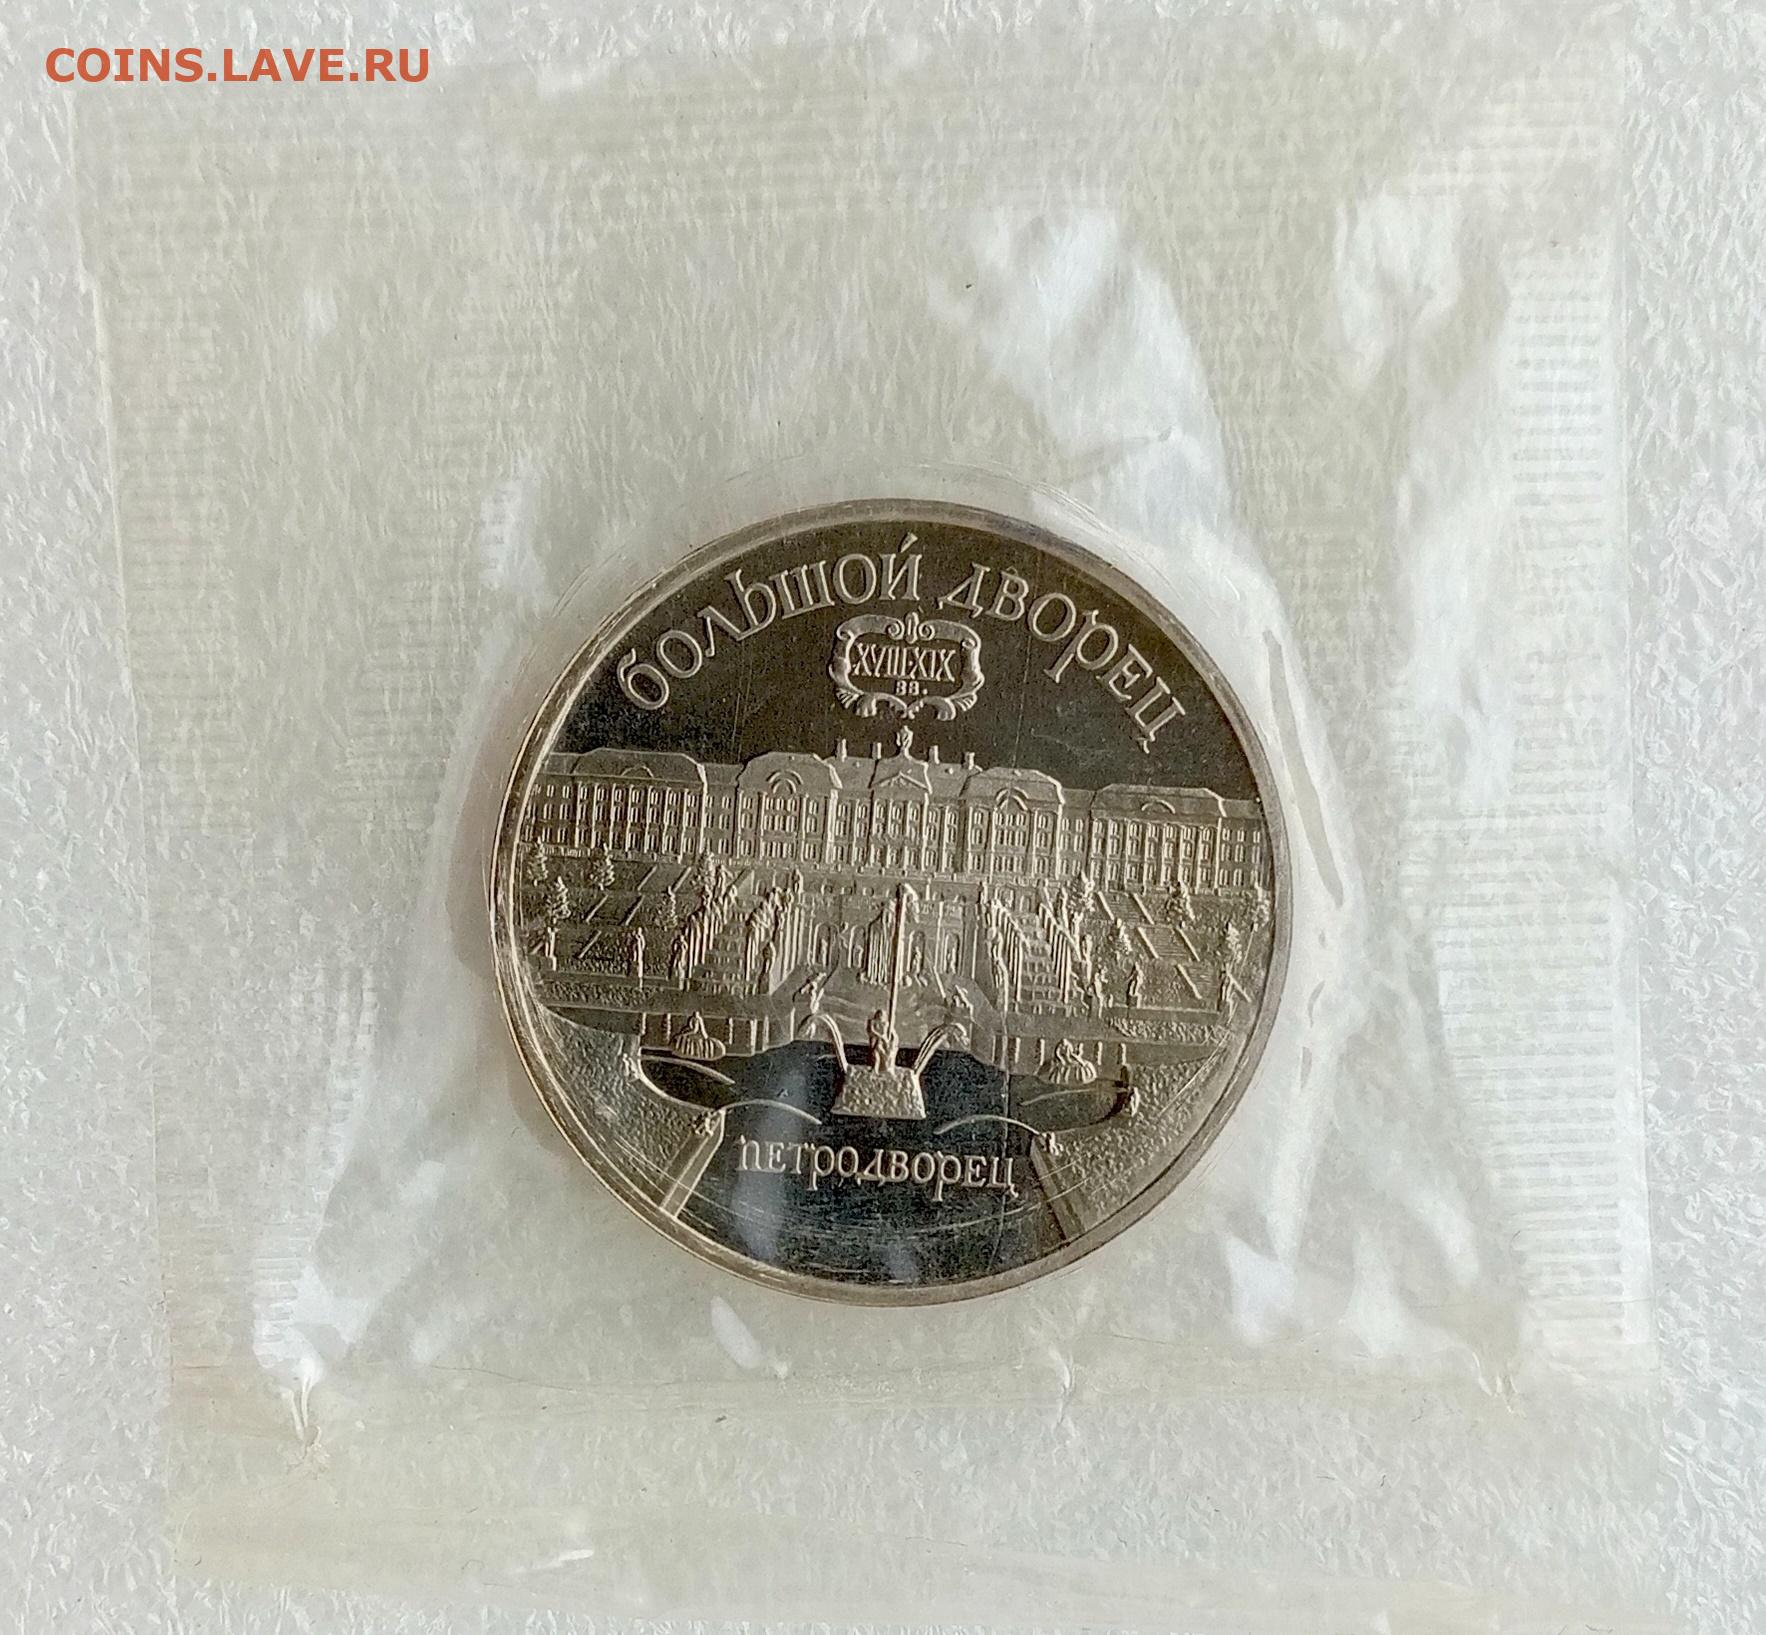 COINS.LAVE.RU
БОЛЬШОЙ ДВОРЕЦ
XVIII-XIX
вв.
ПЕТРОДВОРЕЦ